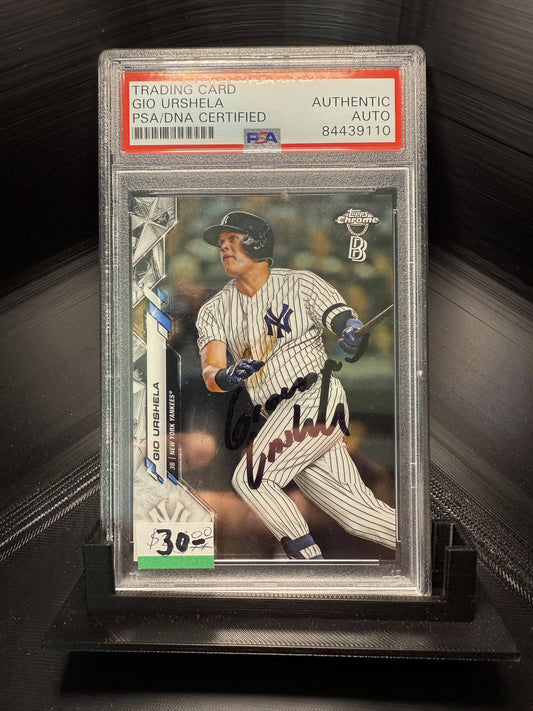 TRADING CARD
GIO URSHELA
PSA/DNA CERTIFIED
AUTHENTIC
AUTO
84439110
PSA
Topps
Chrome
B B
NY
GIO URSHELA
3B | NEW YORK YANKEES®
30-